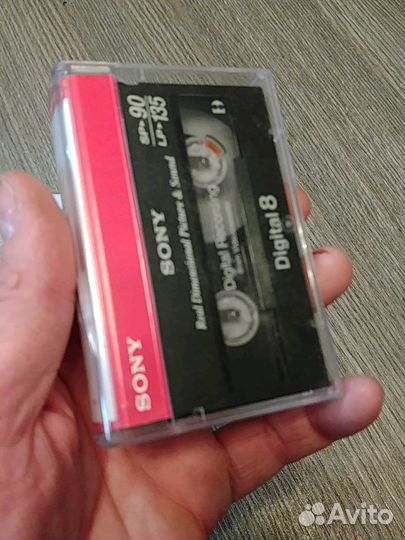 SONY
SP▸90
LP▸135
SONY
Real Dimensional Picture & Sound
Digital Recording
Digital 8
Avito